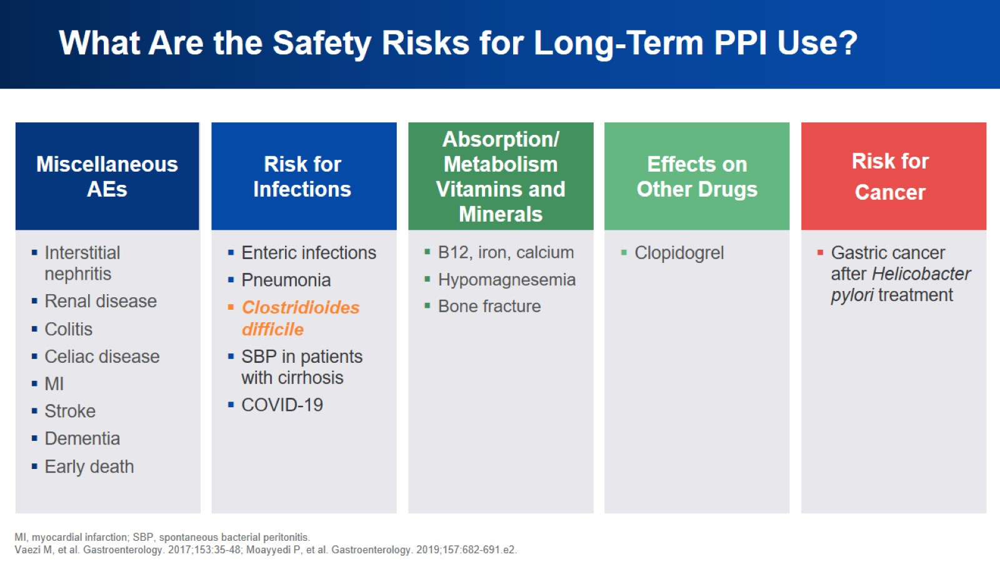 What Are the Safety Risks for Long-Term PPI Use?
Miscellaneous
AEs
▪ Interstitial
nephritis
▪ Renal disease
▪ Colitis
▪ Celiac disease
▪ MI
▪ Stroke
▪ Dementia
▪ Early death
Risk for
Infections
▪ Enteric infections
▪ Pneumonia
▪ Clostridioides
difficile
▪ SBP in patients
with cirrhosis
▪ COVID-19
Absorption/
Metabolism
Vitamins and
Minerals
▪ B12, iron, calcium
▪ Hypomagnesemia
▪ Bone fracture
Effects on
Other Drugs
▪ Clopidogrel
Risk for
Cancer
▪ Gastric cancer
after Helicobacter
pylori treatment
MI, myocardial infarction; SBP, spontaneous bacterial peritonitis.
Vaezi M, et al. Gastroenterology. 2017;153:35-48; Moayyedi P, et al. Gastroenterology. 2019;157:682-691.e2.